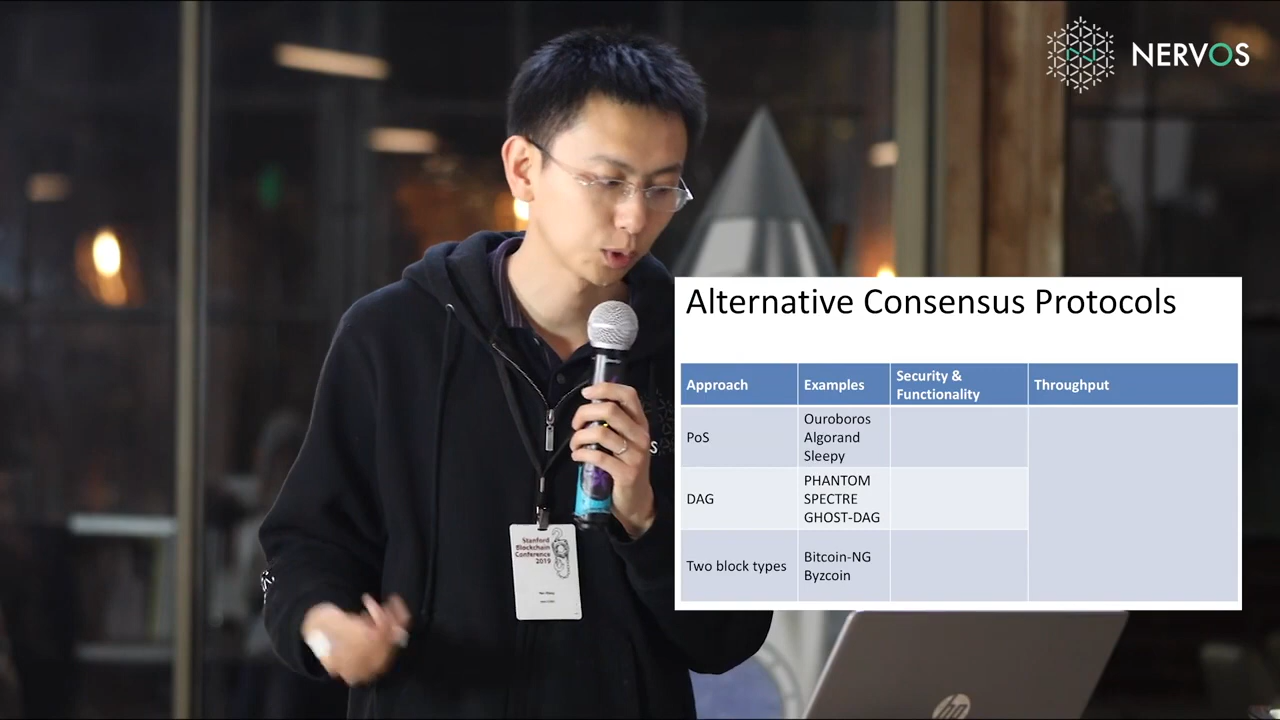 NERVOS
Alternative Consensus Protocols
Approach
Examples
Security &
Functionality
Throughput
PoS
Ouroboros
Algorand
Sleepy
DAG
PHANTOM
SPECTRE
GHOST-DAG
Two block types
Bitcoin-NG
Byzcoin
Stanford
Blockchain
Conference
2019
S
hp